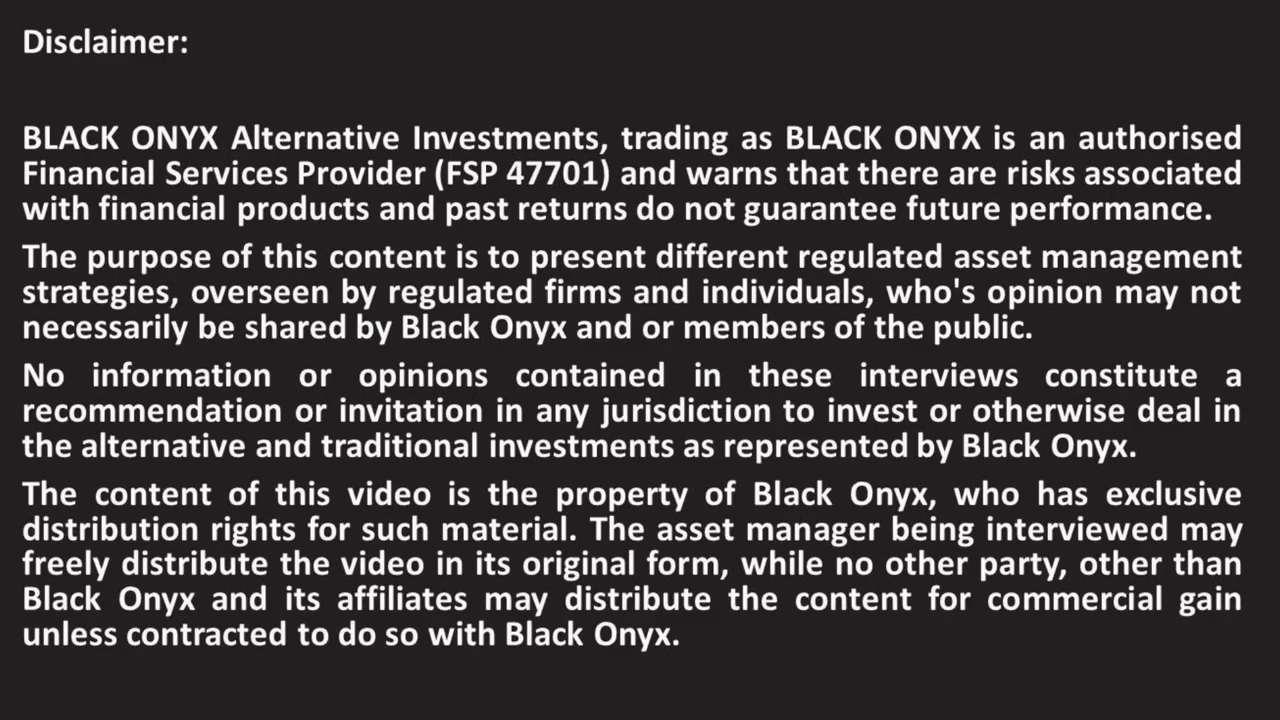 Disclaimer:
BLACK ONYX Alternative Investments, trading as BLACK ONYX is an authorised
Financial Services Provider (FSP 47701) and warns that there are risks associated
with financial products and past returns do not guarantee future performance.
The purpose of this content is to present different regulated asset management
strategies, overseen by regulated firms and individuals, who's opinion may not
necessarily be shared by Black Onyx and or members of the public.
No information or opinions contained in these interviews constitute a
recommendation or invitation in any jurisdiction to invest or otherwise deal in
the alternative and traditional investments as represented by Black Onyx.
The content of this video is the property of Black Onyx, who has exclusive
distribution rights for such material. The asset manager being interviewed may
freely distribute the video in its original form, while no other party, other than
Black Onyx and its affiliates may distribute the content for commercial gain
unless contracted to do so with Black Onyx.